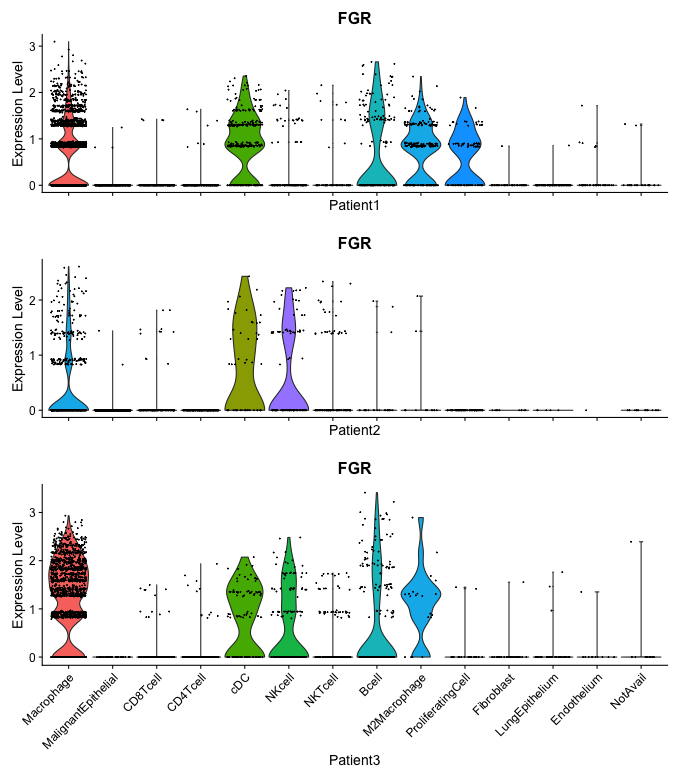 FGR
Expression Level
3
2
1
0
Patient1
FGR
Expression Level
2
1
0
Patient2
FGR
Expression Level
3
2
1
0
Macrophage
MalignantEpithelial
CD8Tcell
CD4Tcell
cDC
NKcell
NKTcell
Bcell
M2Macrophage
ProliferatingCell
Fibroblast
LungEpithelium
Endothelium
NotAvail
Patient3